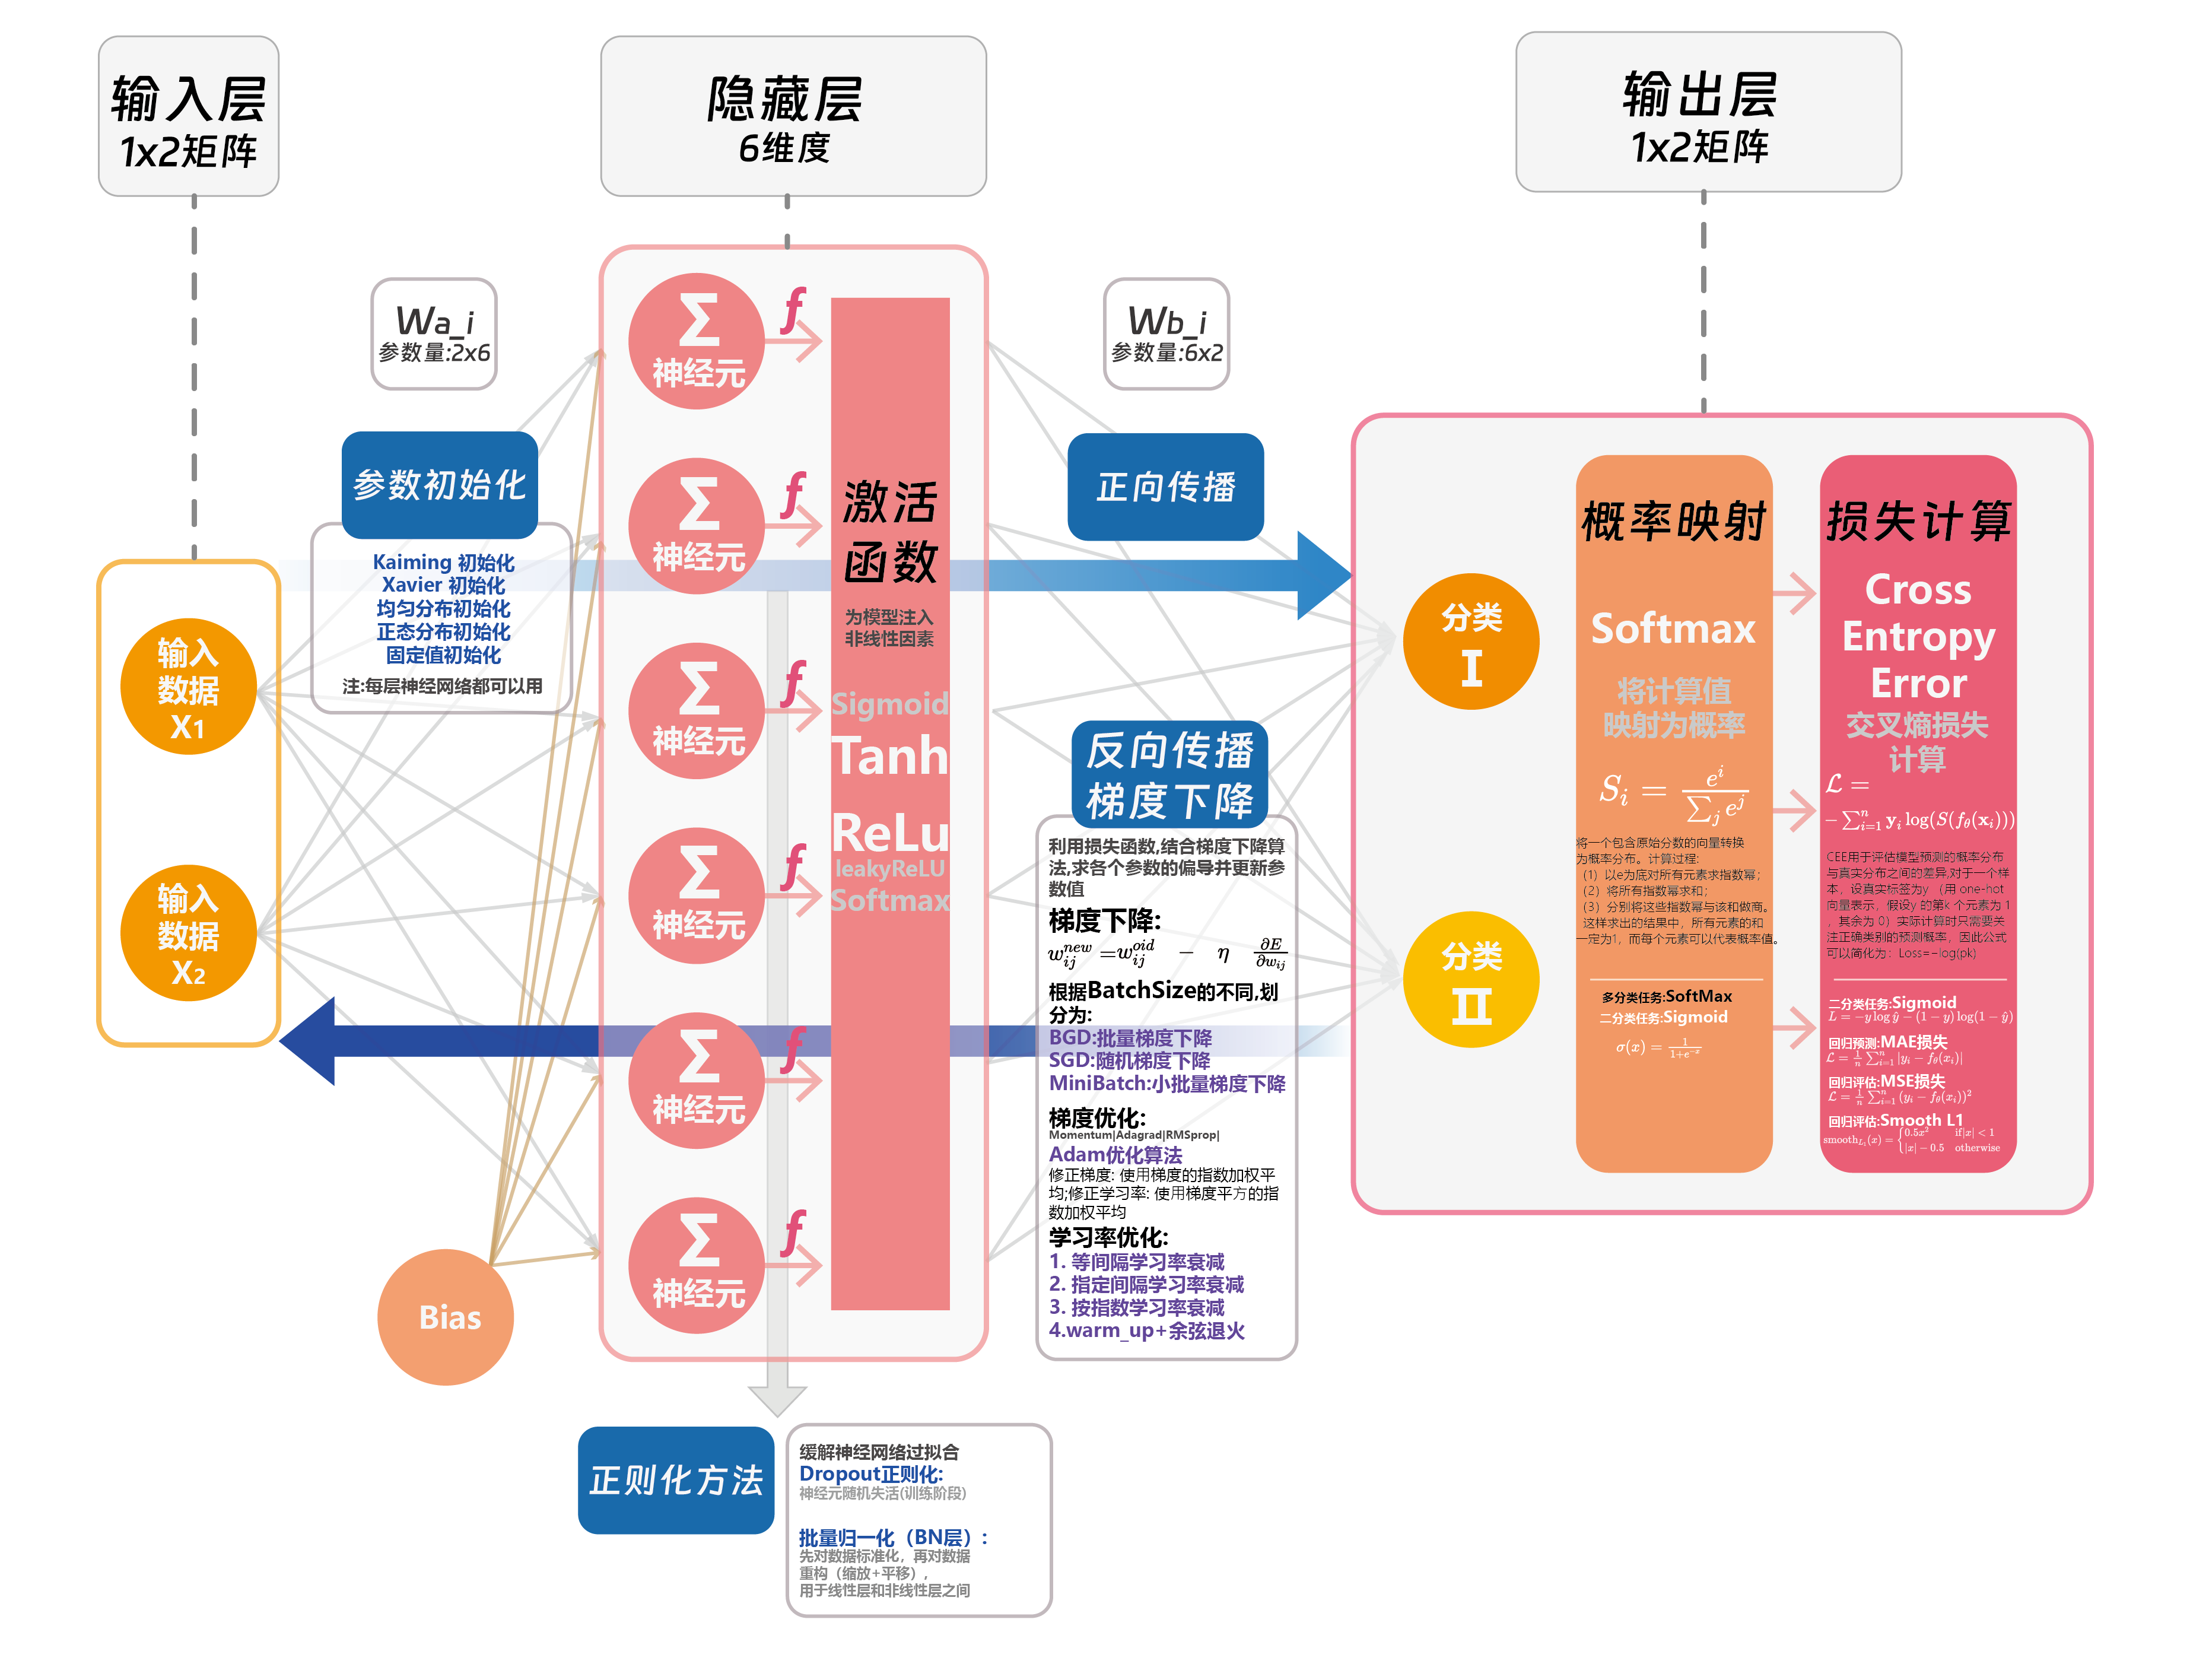 输入层
1x2矩阵
隐藏层
6维度
输出层
1x2矩阵
Wa_i
参数量:2x6
Wb_i
参数量:6x2
参数初始化
Kaiming 初始化
Xavier 初始化
均匀分布初始化
正态分布初始化
固定值初始化
注:每层神经网络都可以用
输入
数据
X1
输入
数据
X2
Bias
Σ
神经元
f
Σ
神经元
f
Σ
神经元
f
Σ
神经元
f
Σ
神经元
f
Σ
神经元
f
激活
函数
为模型注入
非线性因素
Sigmoid
Tanh
ReLu
leakyReLU
Softmax
正向传播
反向传播
梯度下降
利用损失函数,结合梯度下降算
法,求各个参数的偏导并更新参
数值
梯度下降:
$w_{ij}^{new} = w_{ij}^{oid} - \eta \frac{\partial E}{\partial w_{ij}}$
根据BatchSize的不同,划
分为:
BGD:批量梯度下降
SGD:随机梯度下降
MiniBatch:小批量梯度下降
梯度优化:
Momentum|Adagrad|RMSprop|
Adam优化算法
修正梯度: 使用梯度的指数加权平
均;修正学习率: 使用梯度平方的指
数加权平均
学习率优化:
1. 等间隔学习率衰减
2. 指定间隔学习率衰减
3. 按指数学习率衰减
4.warm_up+余弦退火
正则化方法
缓解神经网络过拟合
Dropout正则化:
神经元随机失活(训练阶段)
批量归一化（BN层）:
先对数据标准化，再对数据
重构（缩放+平移）,
用于线性层和非线性层之间
分类
I
分类
II
概率映射
Softmax
将计算值
映射为概率
$S_i = \frac{e^i}{\sum_j e^j}$
将一个包含原始分数的向量转换
为概率分布。计算过程:
（1）以e为底对所有元素求指数幂；
（2）将所有指数幂求和；
（3）分别将这些指数幂与该和做商。
这样求出的结果中，所有元素的和
一定为1，而每个元素可以代表概率值。
多分类任务:SoftMax
二分类任务:Sigmoid
$\sigma(x) = \frac{1}{1+e^{-x}}$
损失计算
Cross
Entropy
Error
交叉熵损失
计算
$\mathcal{L} =$
$-\sum_{i=1}^{n} \mathbf{y}_i \log(S(f_\theta(\mathbf{x}_i)))$
CEE用于评估模型预测的概率分布
与真实分布之间的差异,对于一个样
本，设真实标签为y （用 one-hot
向量表示，假设y 的第k 个元素为 1
，其余为 0）实际计算时只需要关
注正确类别的预测概率，因此公式
可以简化为：Loss=−log(pk)
二分类任务:Sigmoid
$L = -y \log \hat{y} - (1-y) \log(1-\hat{y})$
回归预测:MAE损失
$\mathcal{L} = \frac{1}{n} \sum_{i=1}^{n} |y_i - f_\theta(x_i)|$
回归评估:MSE损失
$\mathcal{L} = \frac{1}{n} \sum_{i=1}^{n} (y_i - f_\theta(x_i))^2$
回归评估:Smooth L1
$\text{smooth}_{L_1}(x) = \begin{cases} 0.5x^2 & \text{if}|x| < 1 \\ |x| - 0.5 & \text{otherwise} \end{cases}$